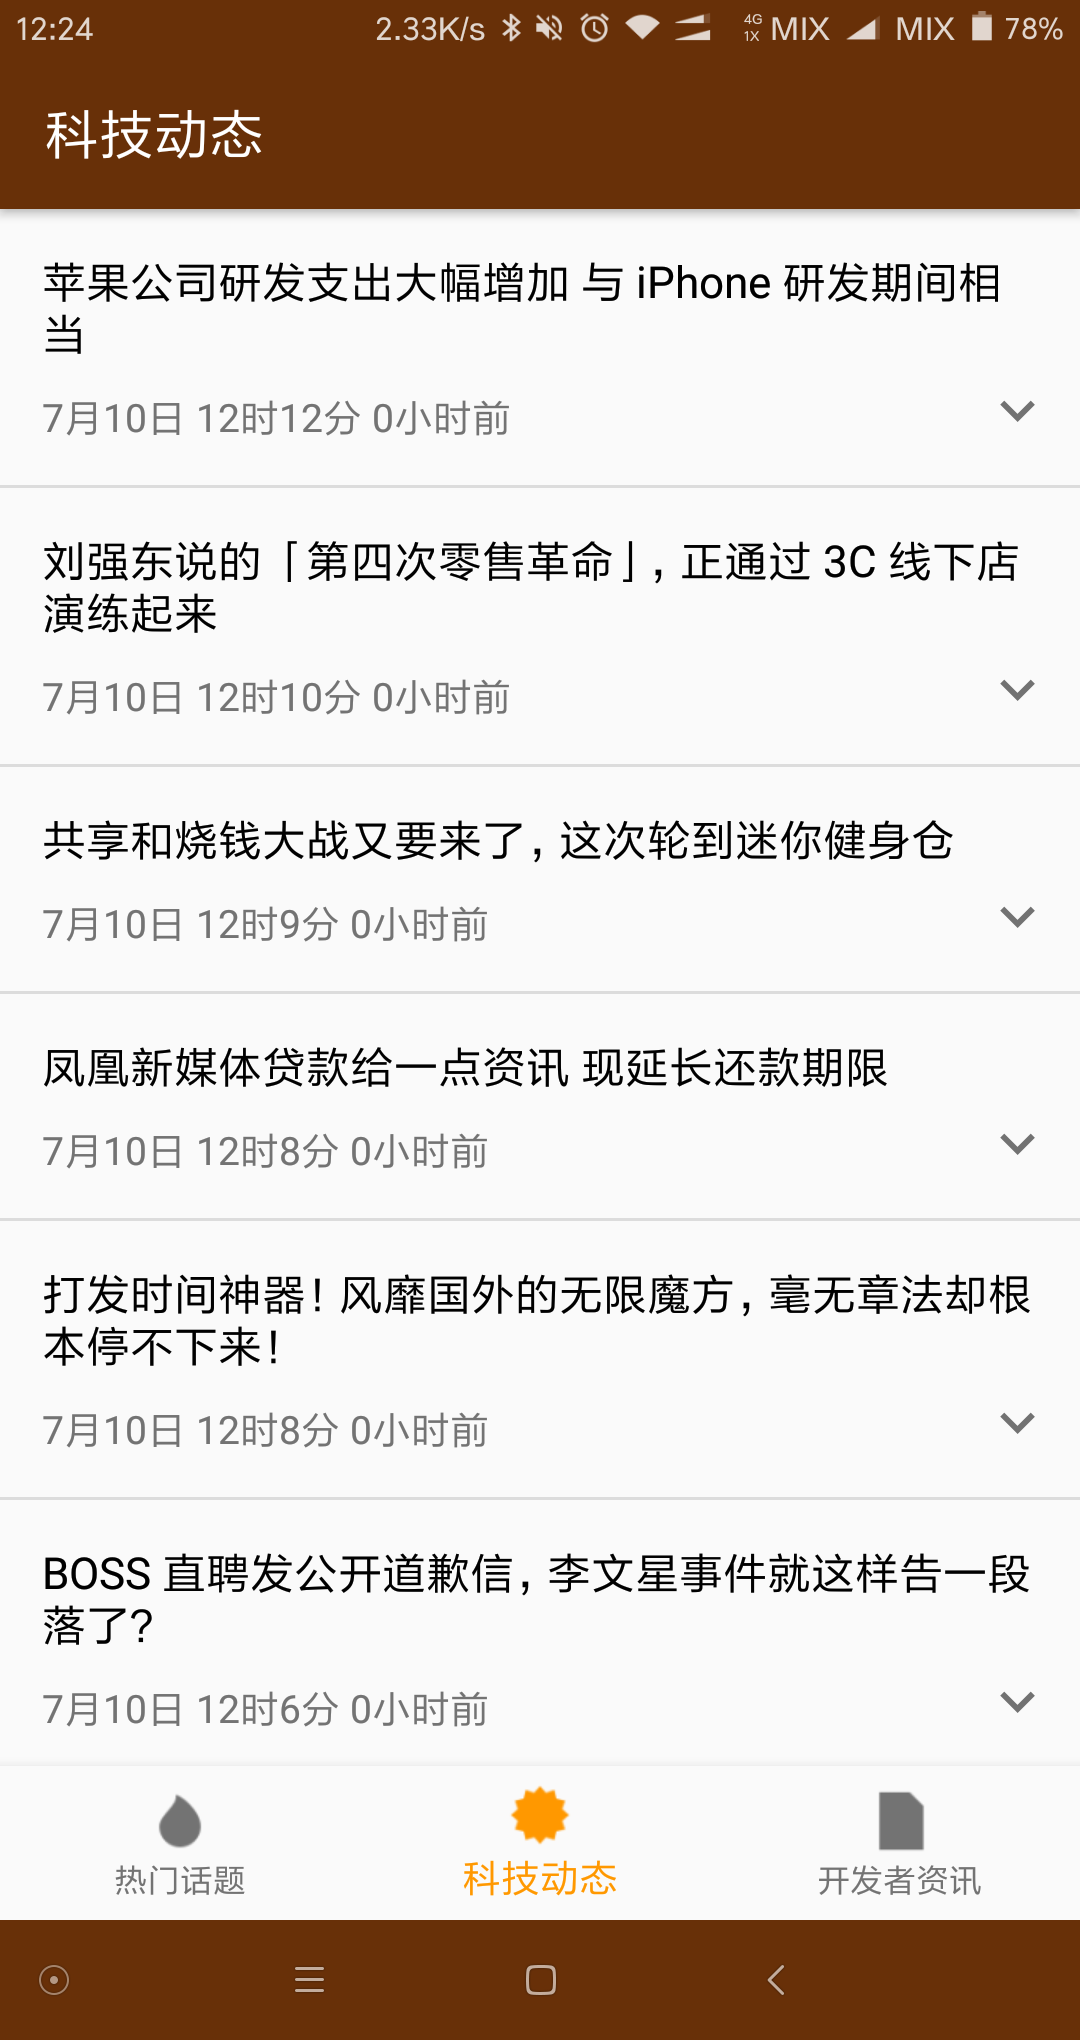 12:24 2.33K/s 4G 1X MIX MIX 78%
科技动态
苹果公司研发支出大幅增加 与 iPhone 研发期间相
当
7月10日 12时12分 0小时前
刘强东说的「第四次零售革命」，正通过 3C 线下店
演练起来
7月10日 12时10分 0小时前
共享和烧钱大战又要来了，这次轮到迷你健身仓
7月10日 12时9分 0小时前
凤凰新媒体贷款给一点资讯 现延长还款期限
7月10日 12时8分 0小时前
打发时间神器！风靡国外的无限魔方，毫无章法却根
本停不下来！
7月10日 12时8分 0小时前
BOSS 直聘发公开道歉信，李文星事件就这样告一段
落了？
7月10日 12时6分 0小时前
热门话题 科技动态 开发者资讯